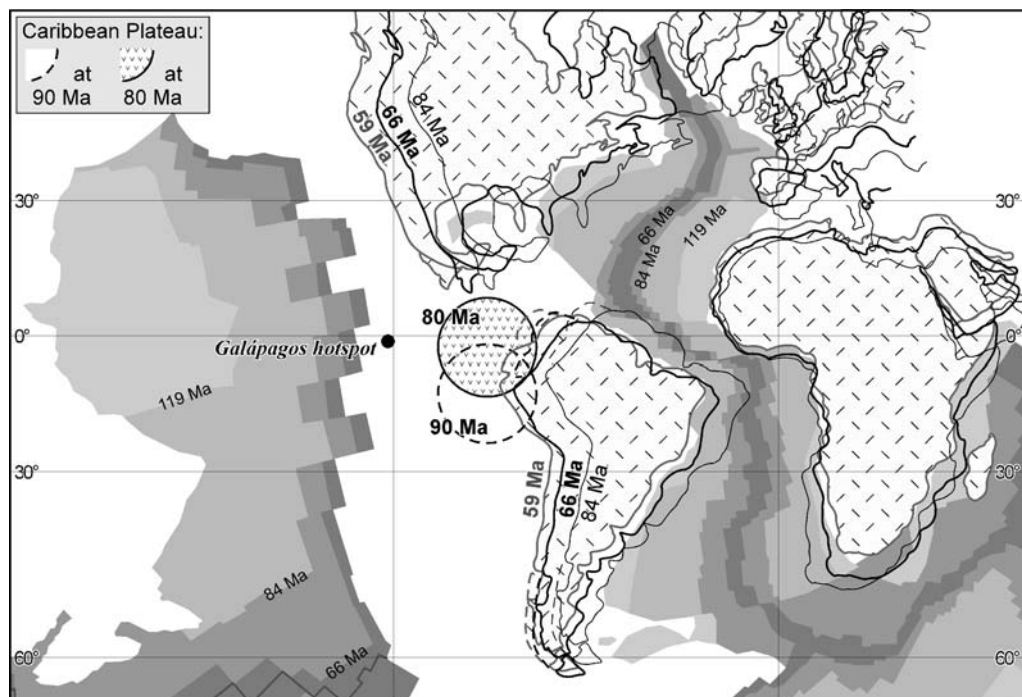 Caribbean Plateau:
at at
90 Ma 80 Ma
59 Ma
66 Ma
84 Ma
30°
30°
66 Ma
84 Ma
119 Ma
80 Ma
0°
0°
Galápagos hotspot
119 Ma
90 Ma
30°
30°
59 Ma
66 Ma
84 Ma
84 Ma
66 Ma
60°
60°